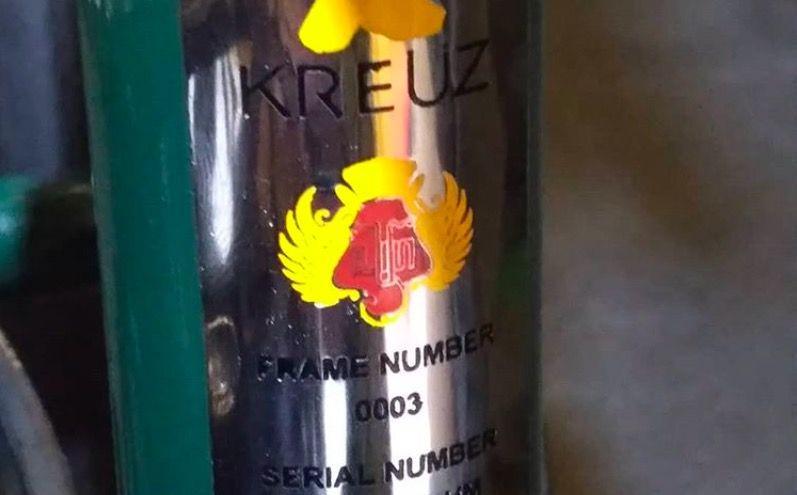 KREUZ
FRAME NUMBER
0003
SERIAL NUMBER